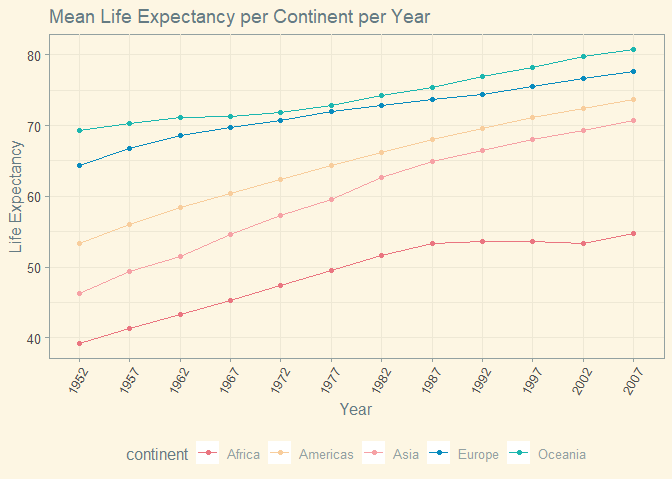 Mean Life Expectancy per Continent per Year
Life Expectancy
80
70
60
50
40
1952 1957 1962 1967 1972 1977 1982 1987 1992 1997 2002 2007
Year
continent Africa Americas Asia Europe Oceania